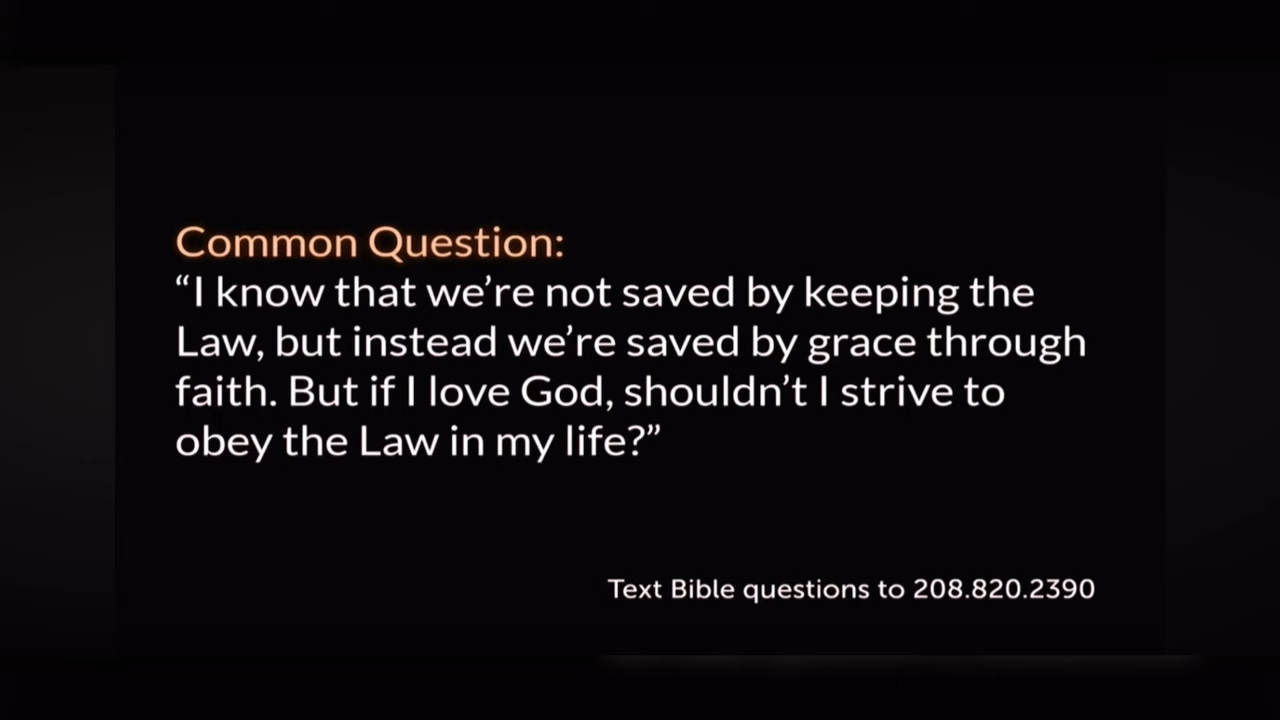 Common Question:
“I know that we’re not saved by keeping the
Law, but instead we’re saved by grace through
faith. But if I love God, shouldn’t I strive to
obey the Law in my life?”
Text Bible questions to 208.820.2390